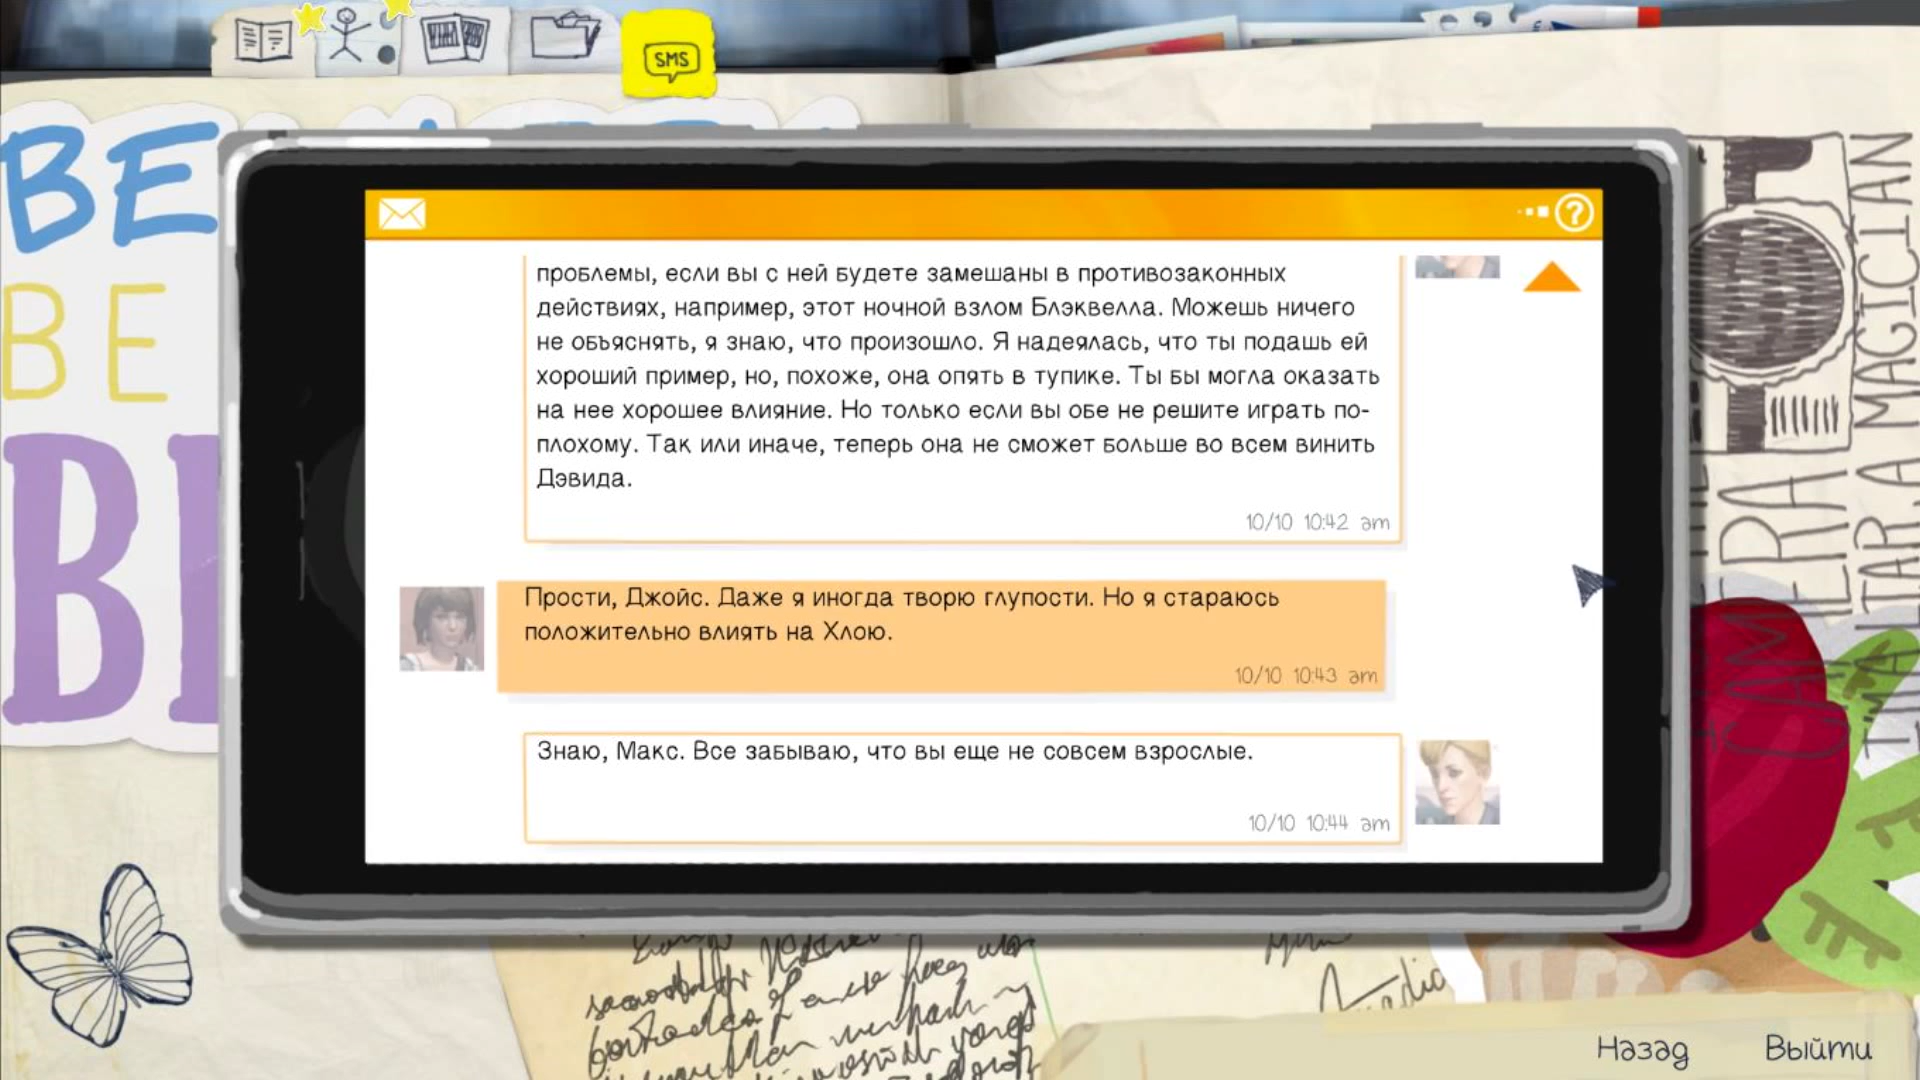 SMS
BE
BE
проблемы, если вы с ней будете замешаны в противозаконных
действиях, например, этот ночной взлом Блэквелла. Можешь ничего
не объяснять, я знаю, что произошло. Я надеялась, что ты подашь ей
хороший пример, но, похоже, она опять в тупике. Ты бы могла оказать
на нее хорошее влияние. Но только если вы обе не решите играть по-
плохому. Так или иначе, теперь она не сможет больше во всем винить
Дэвида.
10/10 10:42 am
Прости, Джойс. Даже я иногда творю глупости. Но я стараюсь
положительно влиять на Хлою.
10/10 10:43 am
Знаю, Макс. Все забываю, что вы еще не совсем взрослые.
10/10 10:44 am
MAGICIAN
Назад
Выйти